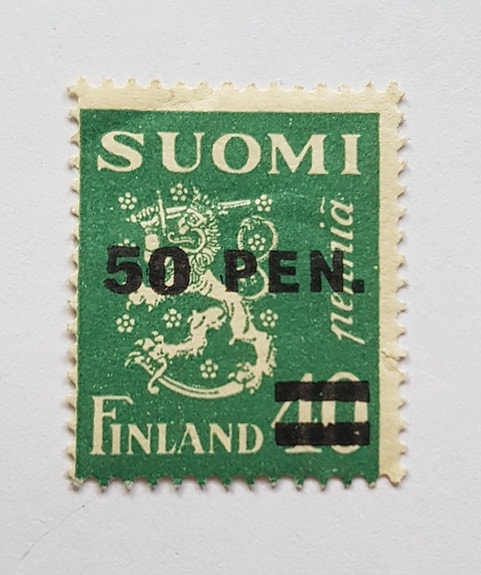 SUOMI
50 PEN.
penniä
FINLAND 40